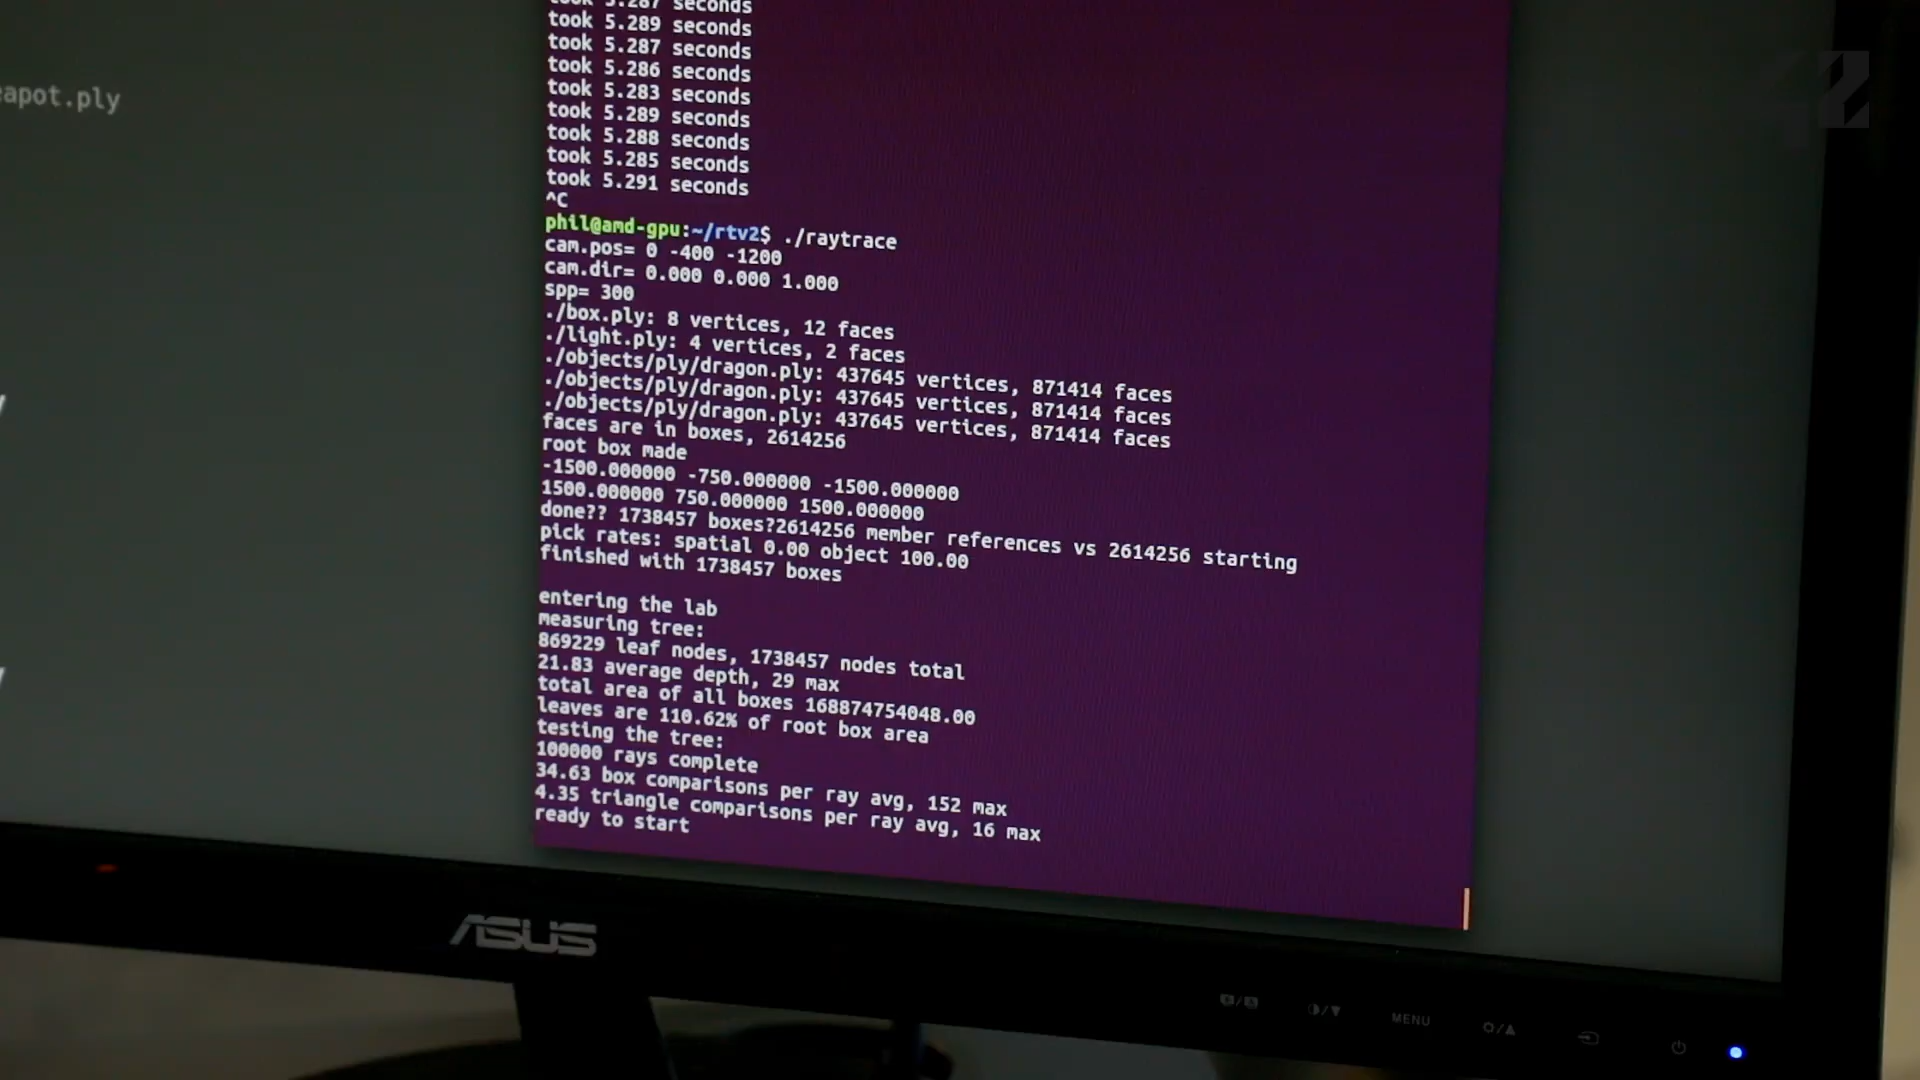 took 5.287 seconds
took 5.289 seconds
took 5.287 seconds
took 5.286 seconds
took 5.283 seconds
took 5.289 seconds
took 5.288 seconds
took 5.285 seconds
took 5.291 seconds
^C
phil@amd-gpu:~/rtv2$ ./raytrace
cam.pos= 0 -400 -1200
cam.dir= 0.000 0.000 1.000
spp= 300
./box.ply: 8 vertices, 12 faces
./light.ply: 4 vertices, 2 faces
./objects/ply/dragon.ply: 437645 vertices, 871414 faces
./objects/ply/dragon.ply: 437645 vertices, 871414 faces
./objects/ply/dragon.ply: 437645 vertices, 871414 faces
faces are in boxes, 2614256
root box made
-1500.000000 -750.000000 -1500.000000
1500.000000 750.000000 1500.000000
done?? 1738457 boxes?2614256 member references vs 2614256 starting
pick rates: spatial 0.00 object 100.00
finished with 1738457 boxes
entering the lab
measuring tree:
869229 leaf nodes, 1738457 nodes total
21.83 average depth, 29 max
total area of all boxes 168874754048.00
leaves are 110.62% of root box area
testing the tree:
100000 rays complete
34.63 box comparisons per ray avg, 152 max
4.35 triangle comparisons per ray avg, 16 max
ready to start
eapot.ply
ASUS
MENU
42